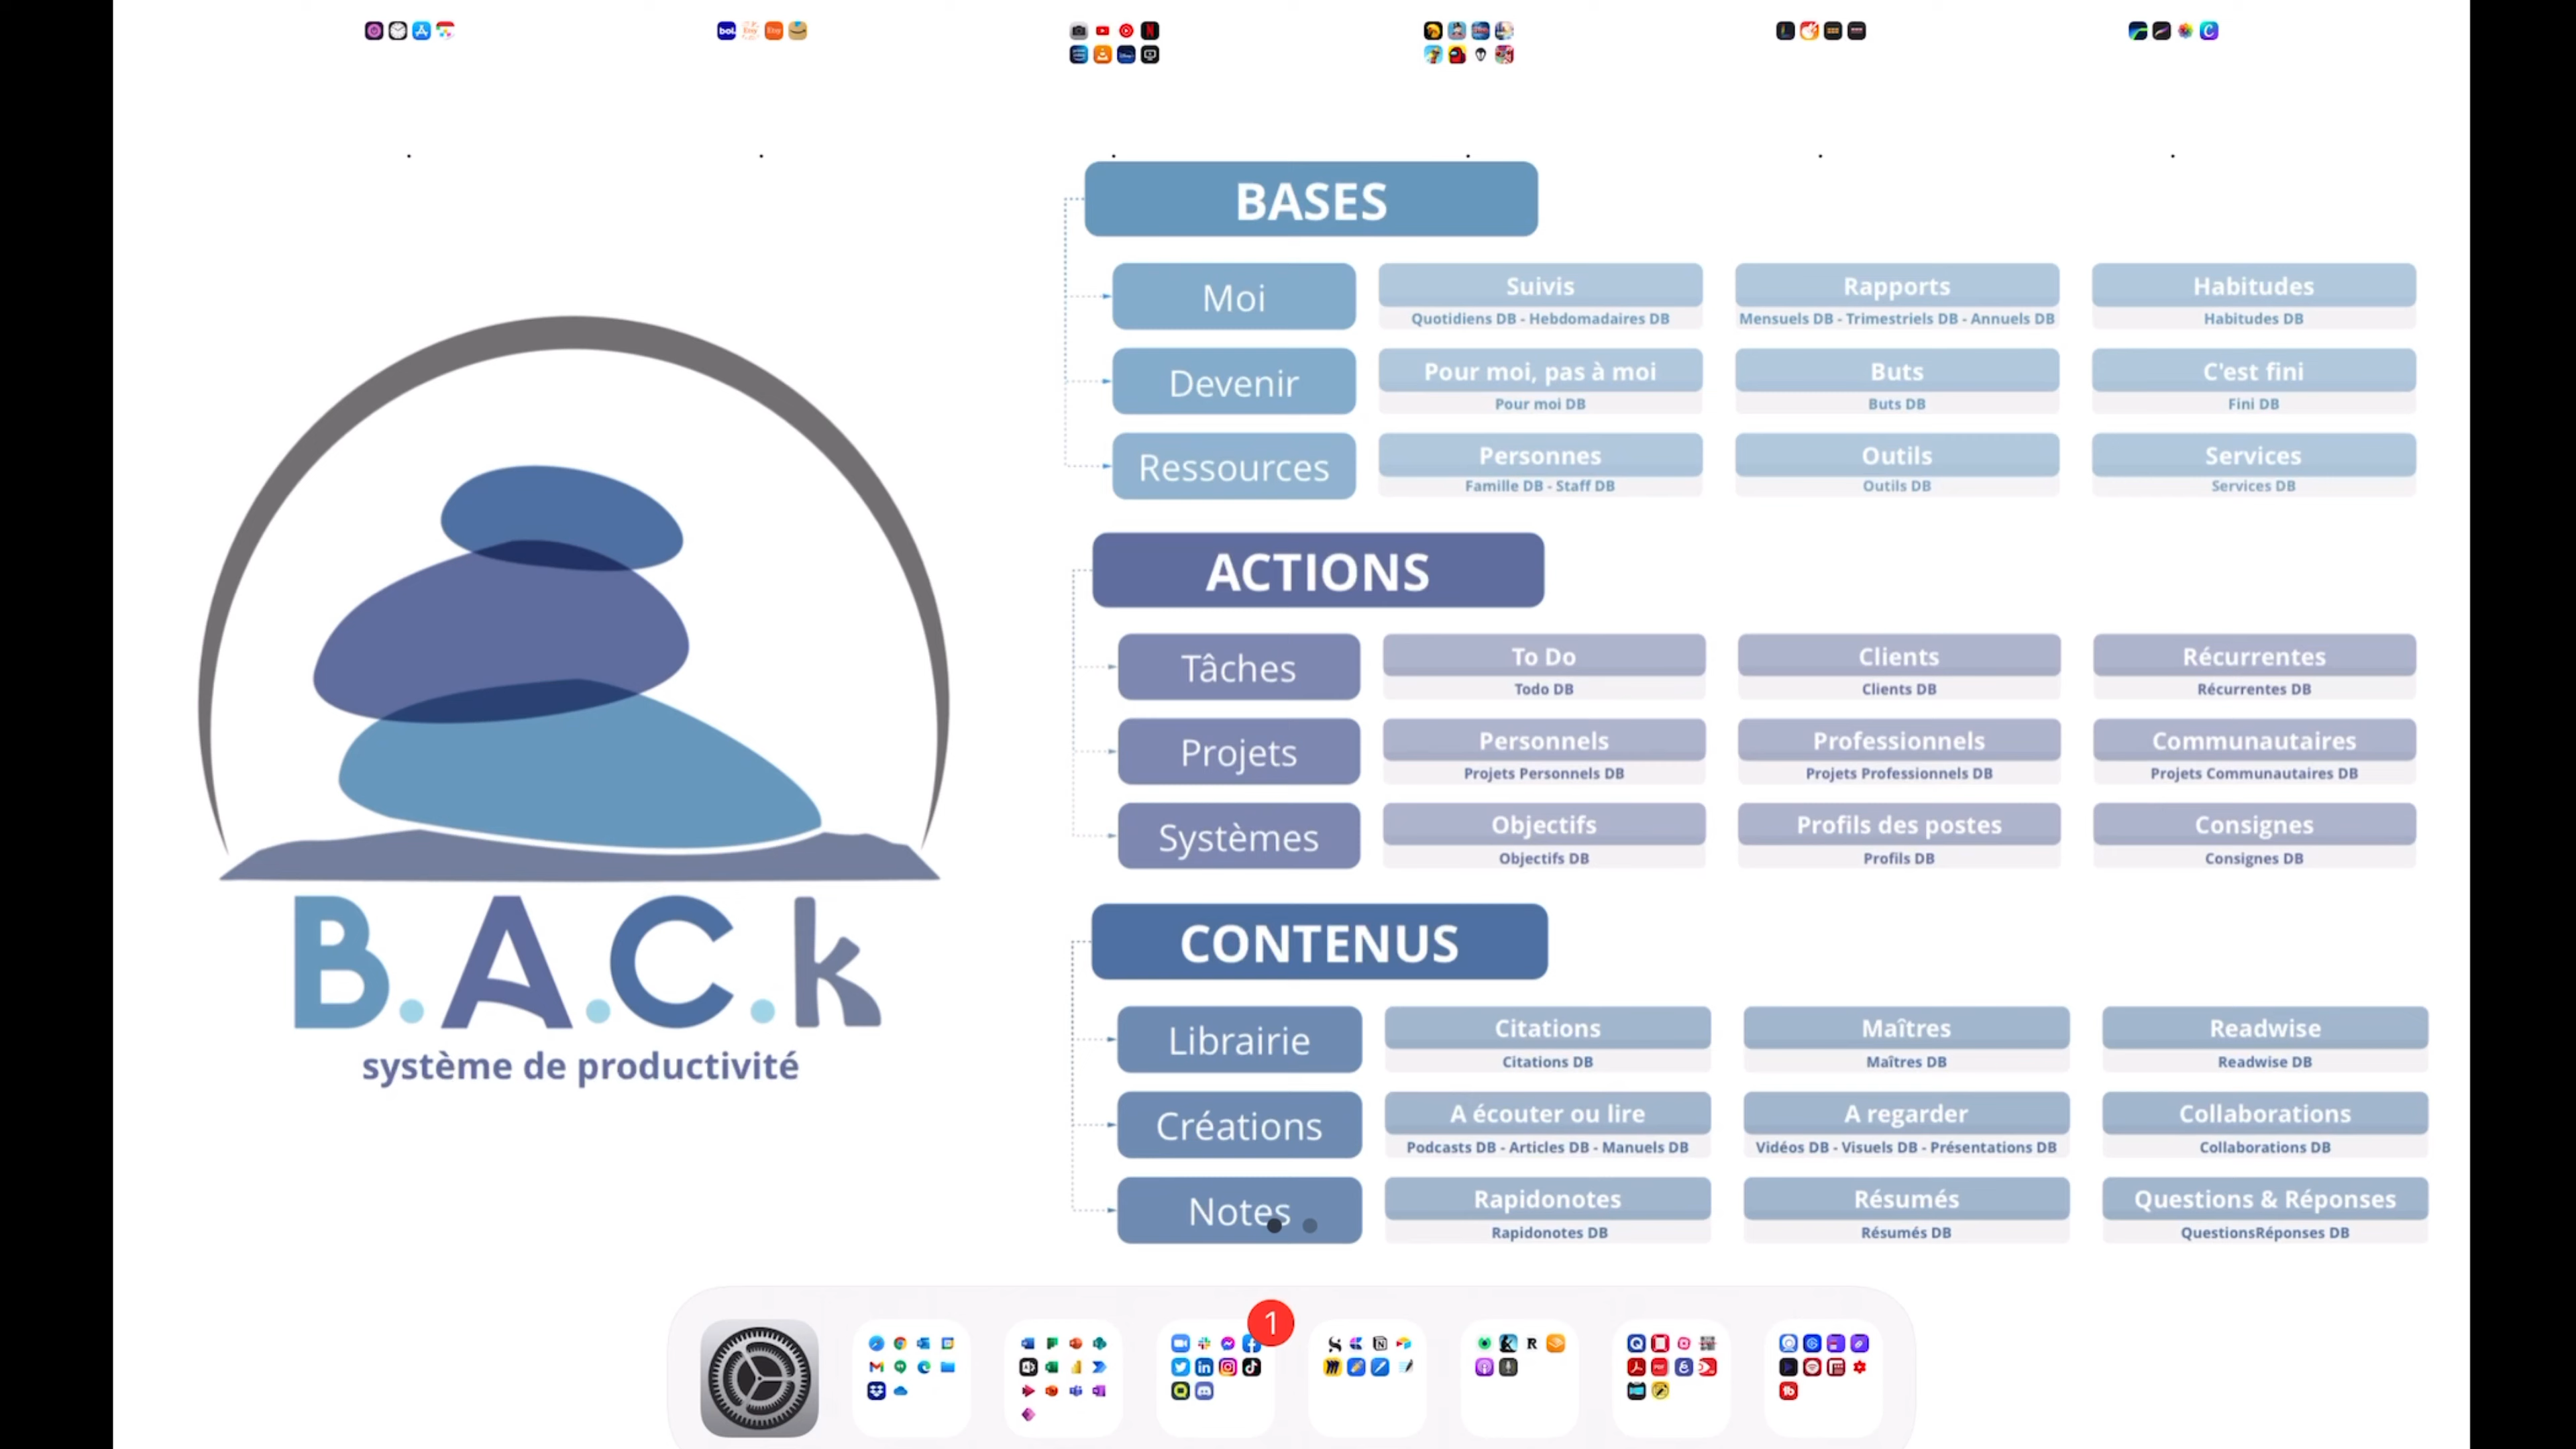 BASES
Moi
Suivis
Quotidiens DB - Hebdomadaires DB
Rapports
Mensuels DB - Trimestriels DB - Annuels DB
Habitudes
Habitudes DB
Devenir
Pour moi, pas à moi
Pour moi DB
Buts
Buts DB
C'est fini
Fini DB
Ressources
Personnes
Famille DB - Staff DB
Outils
Outils DB
Services
Services DB
ACTIONS
Tâches
To Do
Todo DB
Clients
Clients DB
Récurrentes
Récurrentes DB
Projets
Personnels
Projets Personnels DB
Professionnels
Projets Professionnels DB
Communautaires
Projets Communautaires DB
Systèmes
Objectifs
Objectifs DB
Profils des postes
Profils DB
Consignes
Consignes DB
B.A.C.k
système de productivité
CONTENUS
Librairie
Citations
Citations DB
Maîtres
Maîtres DB
Readwise
Readwise DB
Créations
A écouter ou lire
Podcasts DB - Articles DB - Manuels DB
A regarder
Vidéos DB - Visuels DB - Présentations DB
Collaborations
Collaborations DB
Notes
Rapidonotes
Rapidonotes DB
Résumés
Résumés DB
Questions & Réponses
QuestionsRéponses DB
1